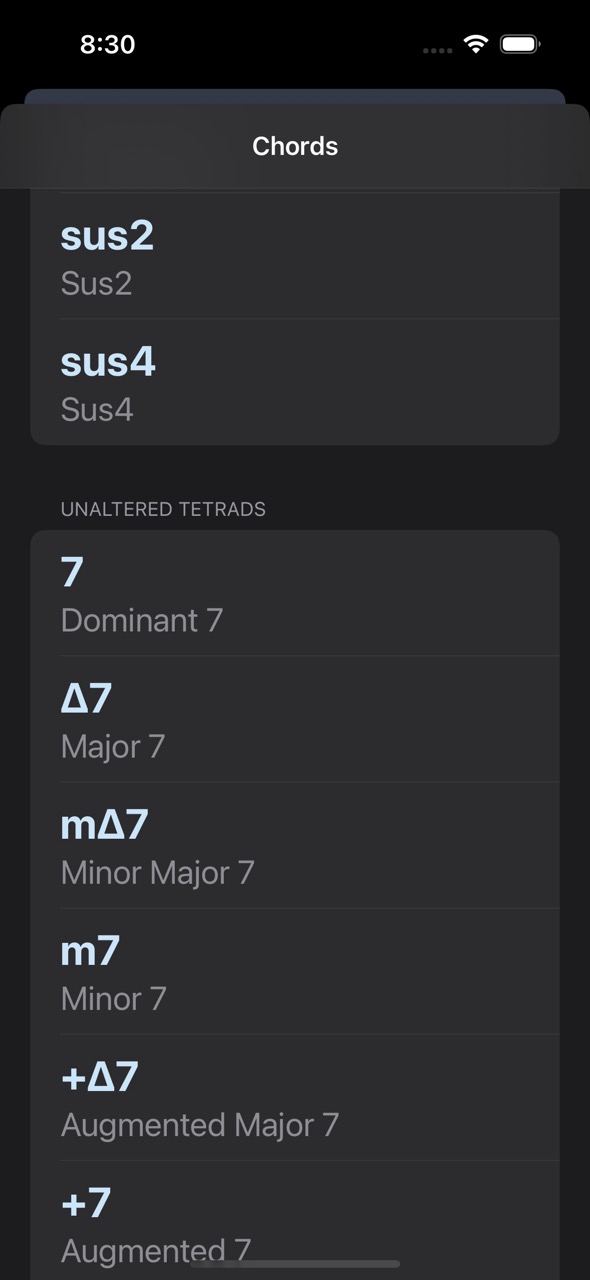 8:30
Chords
sus2
Sus2
sus4
Sus4
UNALTERED TETRADS
7
Dominant 7
Δ7
Major 7
mΔ7
Minor Major 7
m7
Minor 7
+Δ7
Augmented Major 7
+7
Augmented 7